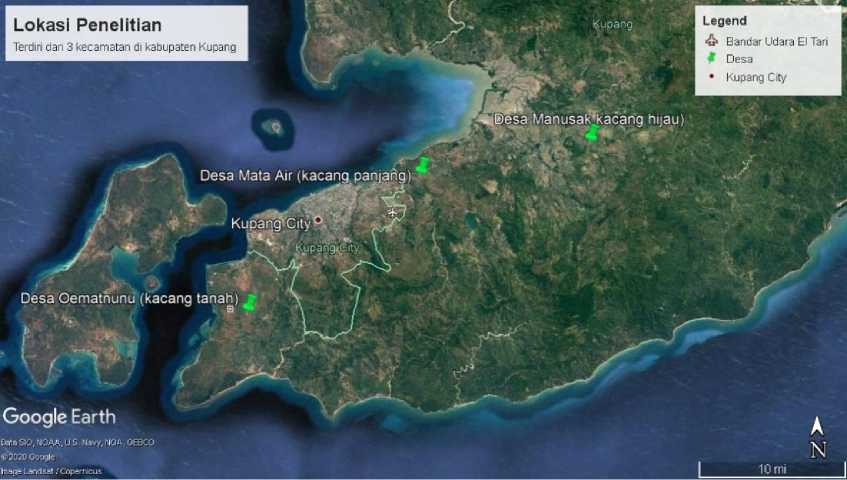 Lokasi Penelitian
Terdiri dari 3 kecamatan di kabupaten Kupang
Kupang
Legend
Bandar Udara El Tari
Desa
Kupang City
Desa Manusak kacang hijau)
Desa Mata Air (kacang panjang)
Kupang City
Kupang City
Desa Oematnunu (kacang tanah)
Google Earth
Data SIO, NOAA, U.S. Navy, NGA, GEBCO
©2020 Google
Image Landsat / Copernicus
N
10 mi